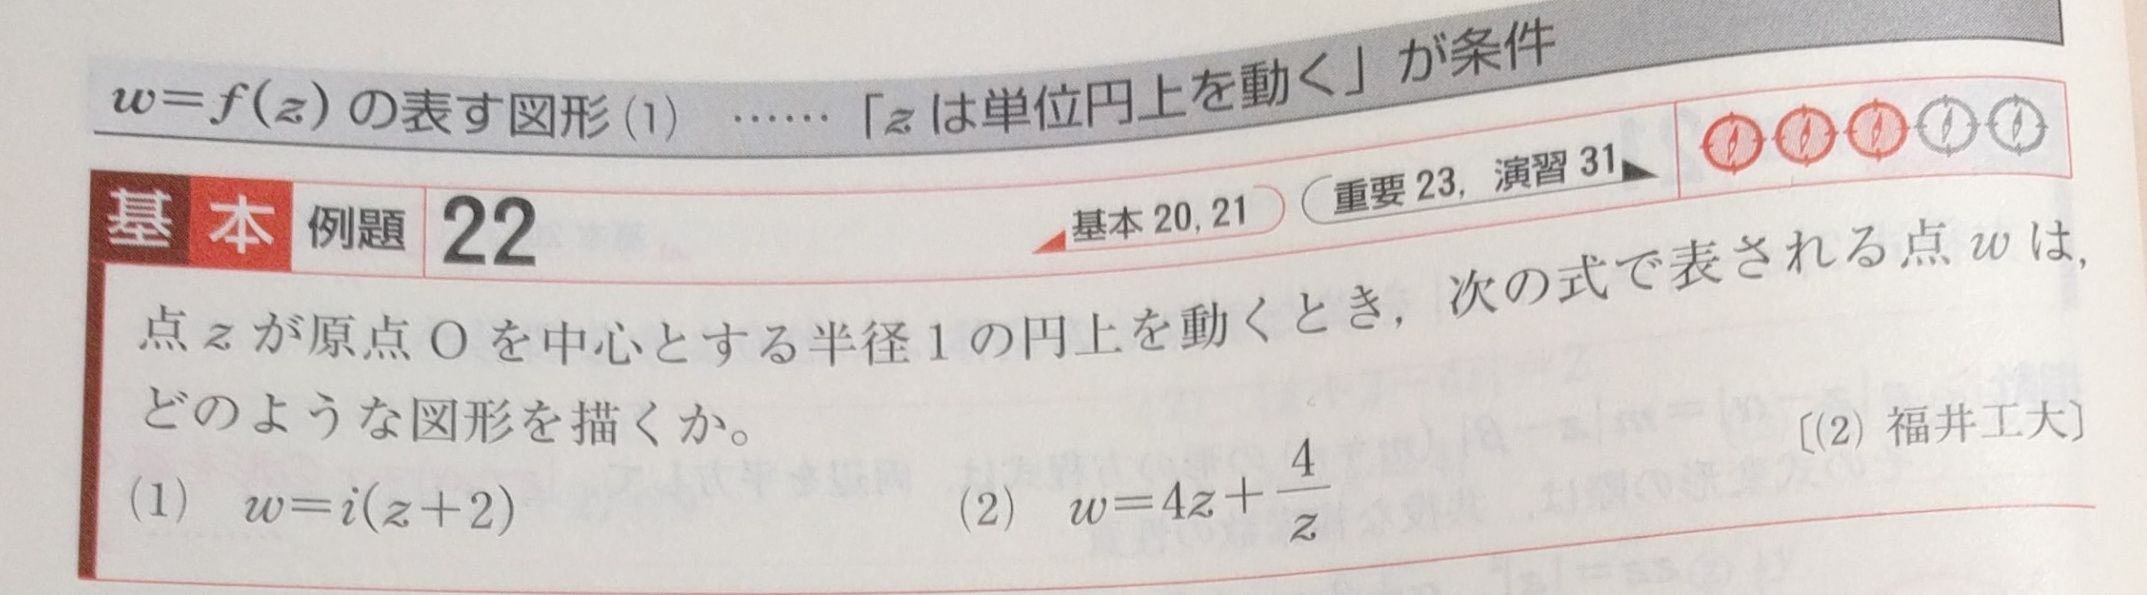 w=f(z)の表す図形(1) ……「zは単位円上を動く」が条件
基本 例題 22 基本 20, 21 重要 23, 演習 31
点zが原点Oを中心とする半径1の円上を動くとき，次の式で表される点wは，
どのような図形を描くか。 〔(2) 福井工大〕
(1) w=i(z+2) (2) w=4z+4/z